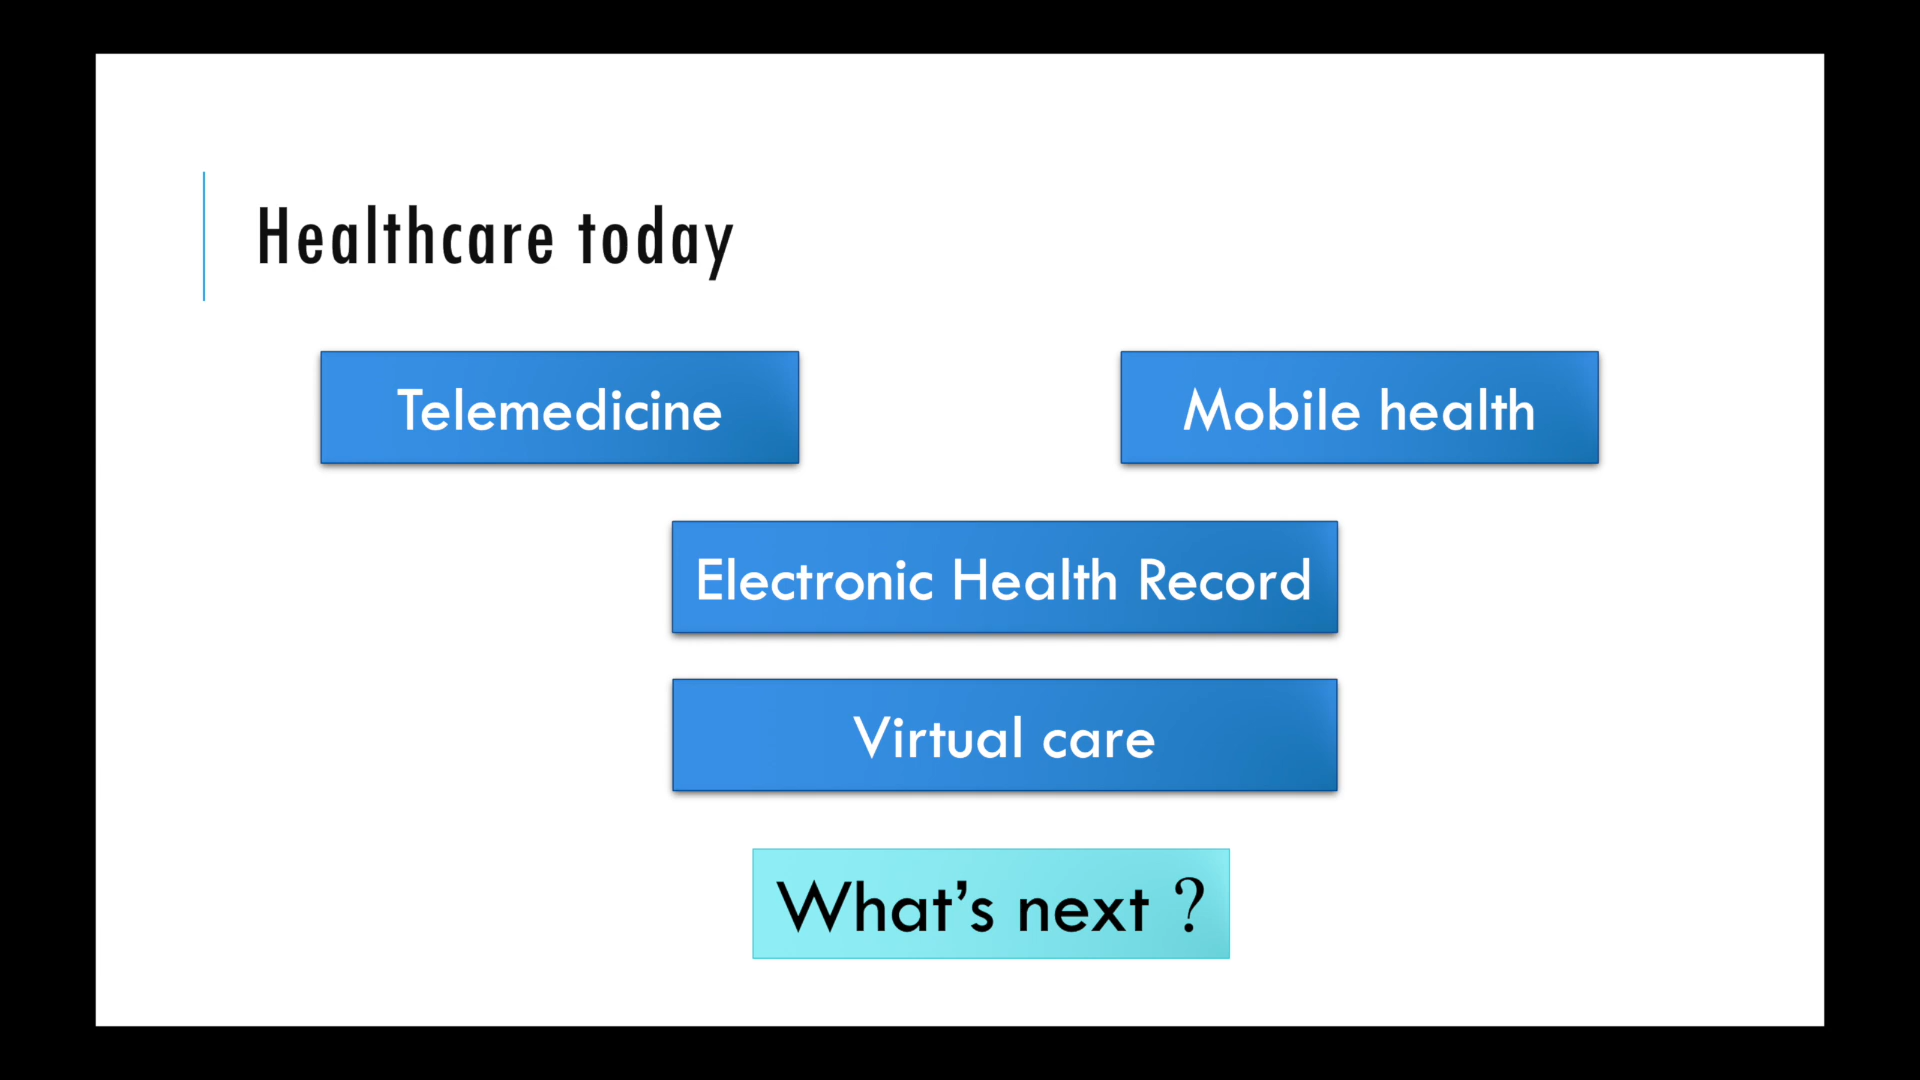 Healthcare today
Telemedicine
Mobile health
Electronic Health Record
Virtual care
What’s next ?